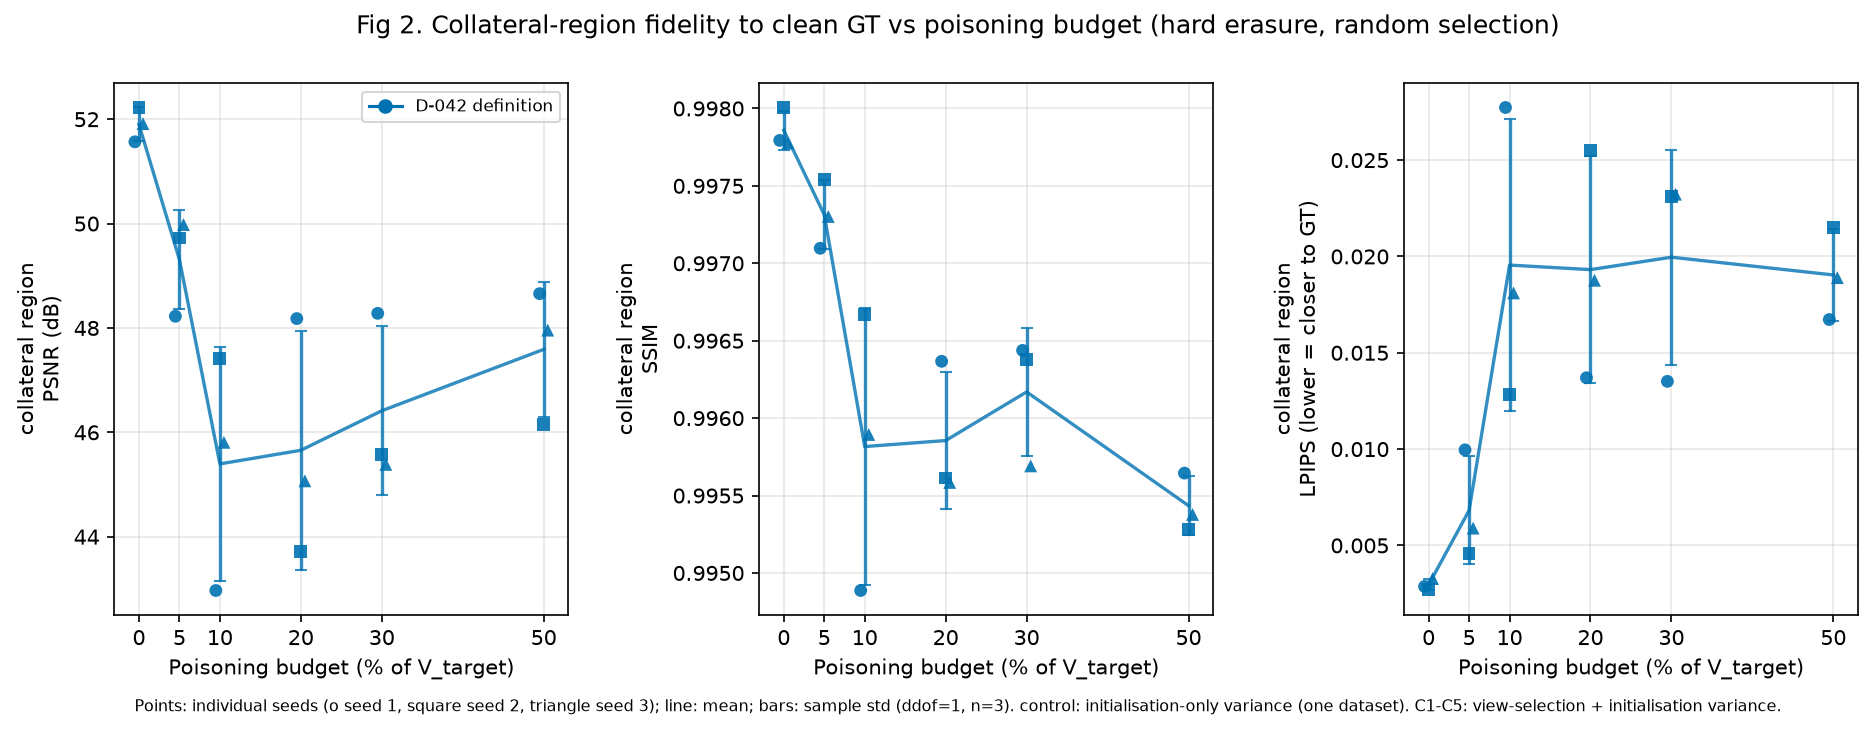 Fig 2. Collateral-region fidelity to clean GT vs poisoning budget (hard erasure, random selection)
collateral region
PSNR (dB)
52
50
48
46
44
D-042 definition
0 5 10 20 30 50
Poisoning budget (% of V_target)
collateral region
SSIM
0.9980
0.9975
0.9970
0.9965
0.9960
0.9955
0.9950
0 5 10 20 30 50
Poisoning budget (% of V_target)
collateral region
LPIPS (lower = closer to GT)
0.025
0.020
0.015
0.010
0.005
0 5 10 20 30 50
Poisoning budget (% of V_target)
Points: individual seeds (o seed 1, square seed 2, triangle seed 3); line: mean; bars: sample std (ddof=1, n=3). control: initialisation-only variance (one dataset). C1-C5: view-selection + initialisation variance.